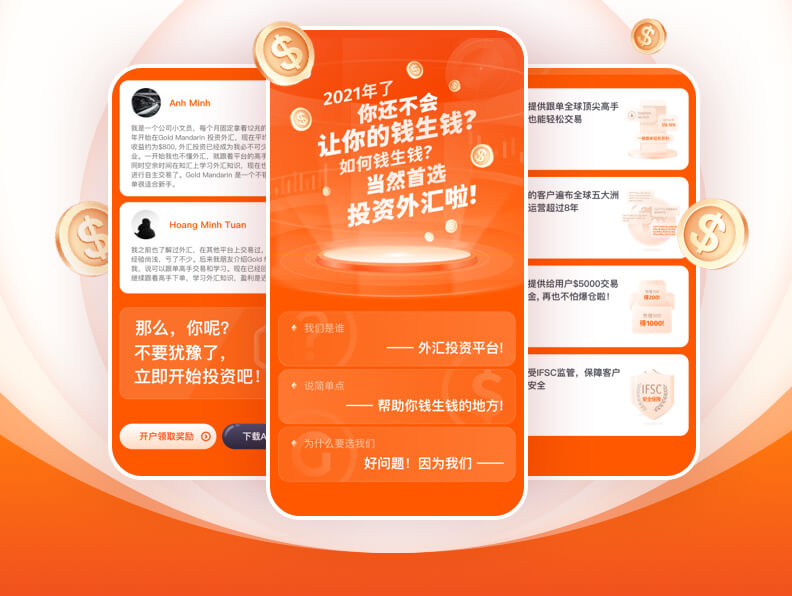 Anh Minh
我是一个公司小文员，每个月固定拿着12兆的
年开始在Gold Mandarin 投资外汇，现在平均
收益约为$800, 外汇投资已经成为我必不可少
业。一开始我也不懂外汇，就跟着平台的高手
同时空余时间在知汇上学习外汇知识，现在也
进行自主交易了。Gold Mandarin 是一个不错
单很适合新手。
Hoang Minh Tuan
我之前也了解过外汇，在其他平台上交易过，
经验尚浅，亏了不少。后来我朋友介绍Gold
我，说可以跟单高手交易和学习。现在已经
继续跟着高手下单，学习外汇知识，盈利是
那么，你呢？
不要犹豫了，
立即开始投资吧！
开户领取奖励
下载
2021年了
你还不会
让你的钱生钱？
如何钱生钱？
当然首选
投资外汇啦！
我们是谁
—— 外汇投资平台!
说简单点
—— 帮助你钱生钱的地方!
为什么要选我们
好问题！因为我们 ——
提供跟单全球顶尖高手
也能轻松交易
的客户遍布全球五大洲
运营超过8年
提供给用户$5000交易
金, 再也不怕爆仓啦！
得200!
得1000!
受IFSC监管，保障客户
安全
IFSC
安全保障